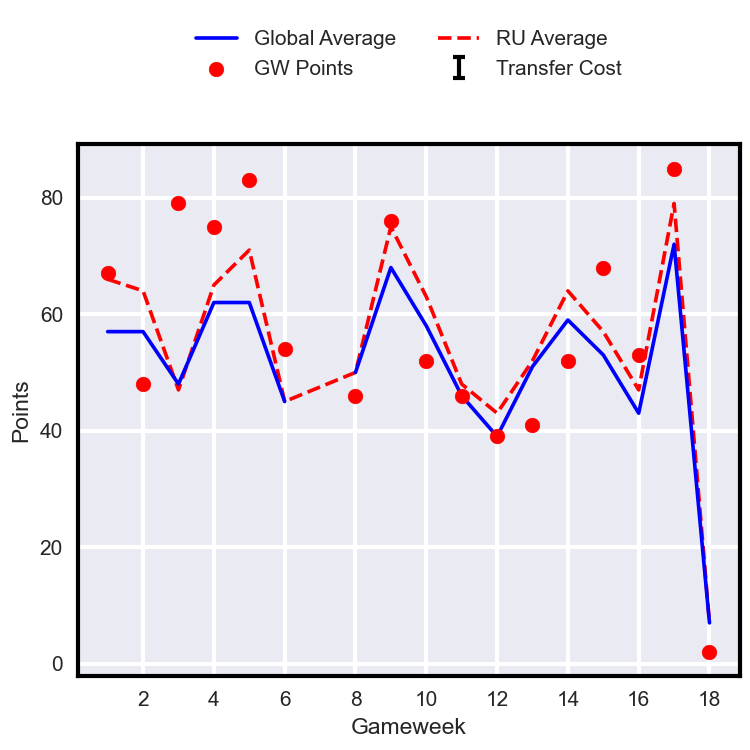 Global Average
RU Average
GW Points
Transfer Cost
80
60
40
20
0
Points
2 4 6 8 10 12 14 16 18
Gameweek